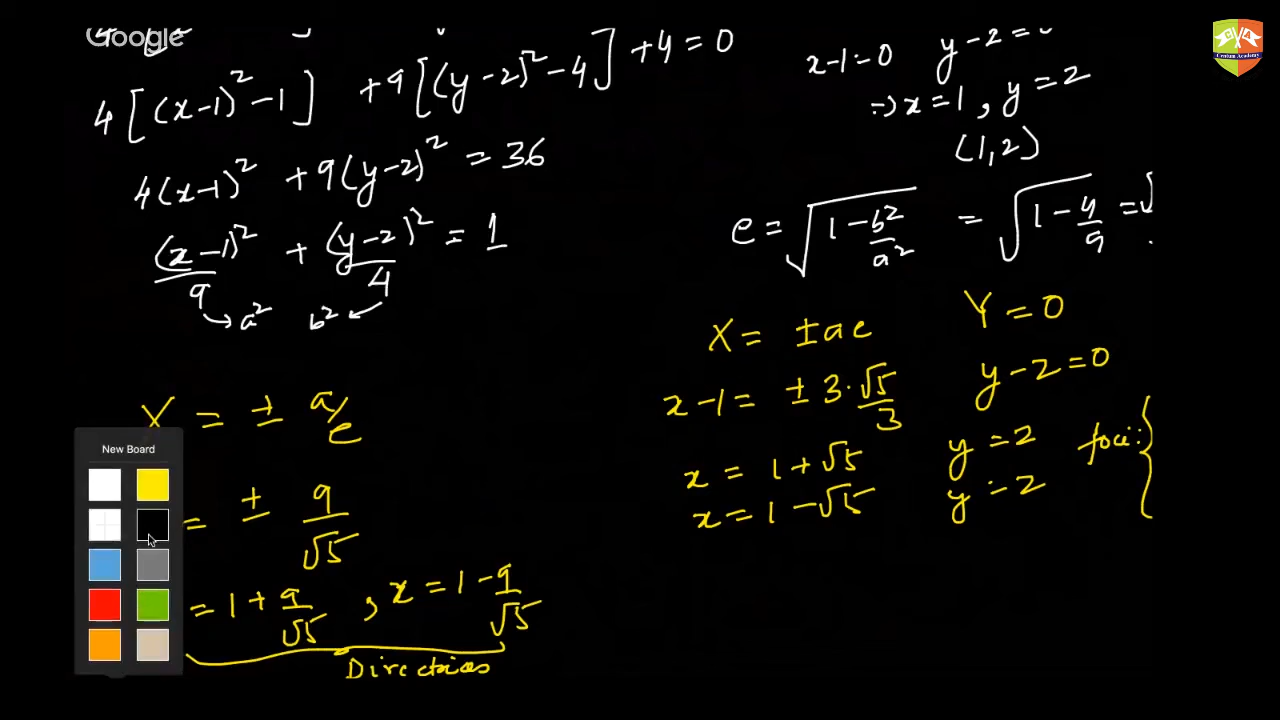 Google
4[(x-1)²-1] +9[(y-2)²-4]+4=0
4(x-1)² +9(y-2)² = 36
(x-1)²/9 + (y-2)²/4 = 1
→a² b²←
x-1=0 y-2=0
→ x=1, y=2
(1,2)
e = √(1-b²/a²) = √(1-4/9) = √
X = ±ae Y = 0
x-1 = ±3·√5/3 y-2=0
x = 1+√5 y=2
x = 1-√5 y=2
foci: {
X = ± a/e
New Board
= ± 9/√5
= 1+9/√5 , x = 1-9/√5
Directrices